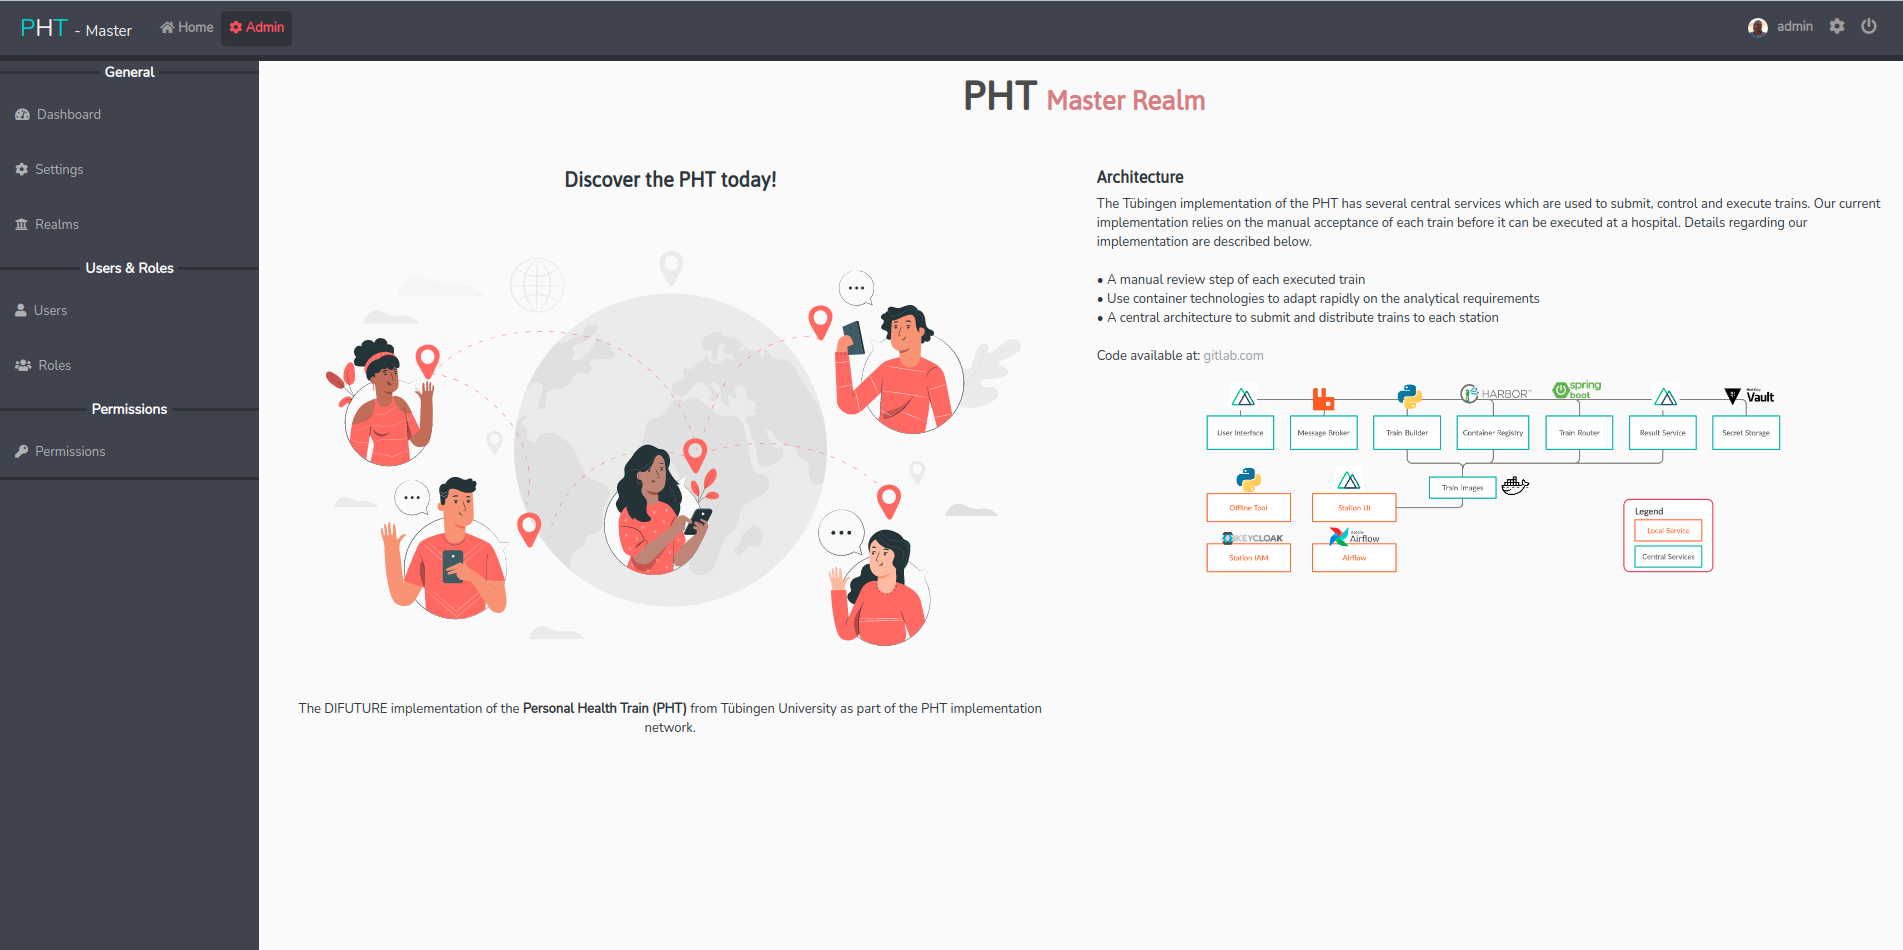 PHT - Master
Home
Admin
admin
General
Dashboard
Settings
Realms
Users & Roles
Users
Roles
Permissions
Permissions
PHT Master Realm
Discover the PHT today!
The DIFUTURE implementation of the Personal Health Train (PHT) from Tübingen University as part of the PHT implementation
network.
Architecture
The Tübingen implementation of the PHT has several central services which are used to submit, control and execute trains. Our current
implementation relies on the manual acceptance of each train before it can be executed at a hospital. Details regarding our
implementation are described below.
• A manual review step of each executed train
• Use container technologies to adapt rapidly on the analytical requirements
• A central architecture to submit and distribute trains to each station
Code available at: gitlab.com
HARBOR™
spring
boot
HashiCorp
Vault
User Interface
Message Broker
Train Builder
Container Registry
Train Router
Result Service
Secret Storage
Train Images
Offline Tool
Station UI
KEYCLOAK
Apache
Airflow
Station IAM
Airflow
Legend
Local Service
Central Services